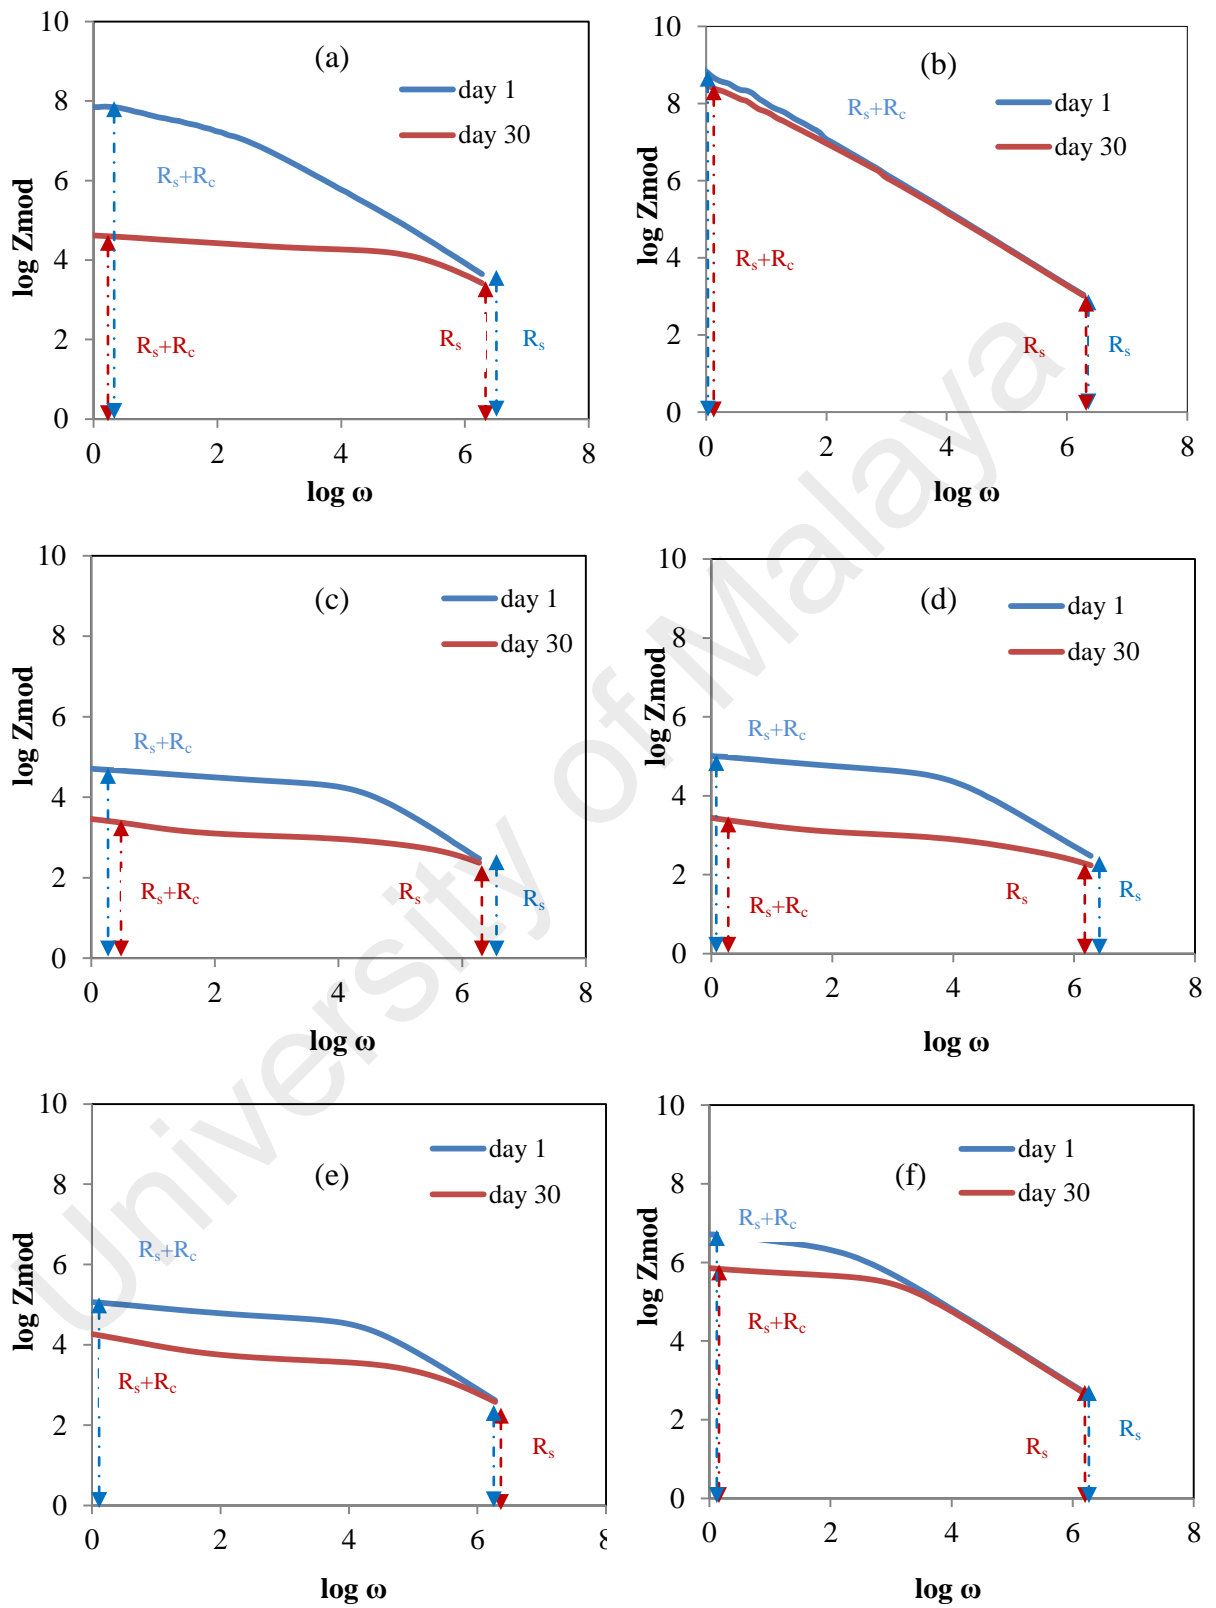 (a)
day 1
day 30
Rs+Rc
Rs+Rc
Rs
Rs
log Zmod
10
8
6
4
2
0
0 2 4 6 8
log ω
(b)
day 1
day 30
Rs+Rc
Rs+Rc
Rs
Rs
log Zmod
10
8
6
4
2
0
0 2 4 6 8
log ω
(c)
day 1
day 30
Rs+Rc
Rs+Rc
Rs
Rs
log Zmod
10
8
6
4
2
0
0 2 4 6 8
log ω
(d)
day 1
day 30
Rs+Rc
Rs+Rc
Rs
Rs
log Zmod
10
8
6
4
2
0
0 2 4 6 8
log ω
(e)
day 1
day 30
Rs+Rc
Rs+Rc
Rs
log Zmod
10
8
6
4
2
0
0 2 4 6 8
log ω
(f)
day 1
day 30
Rs+Rc
Rs+Rc
Rs
Rs
log Zmod
10
8
6
4
2
0
0 2 4 6 8
log ω
University of Malaya